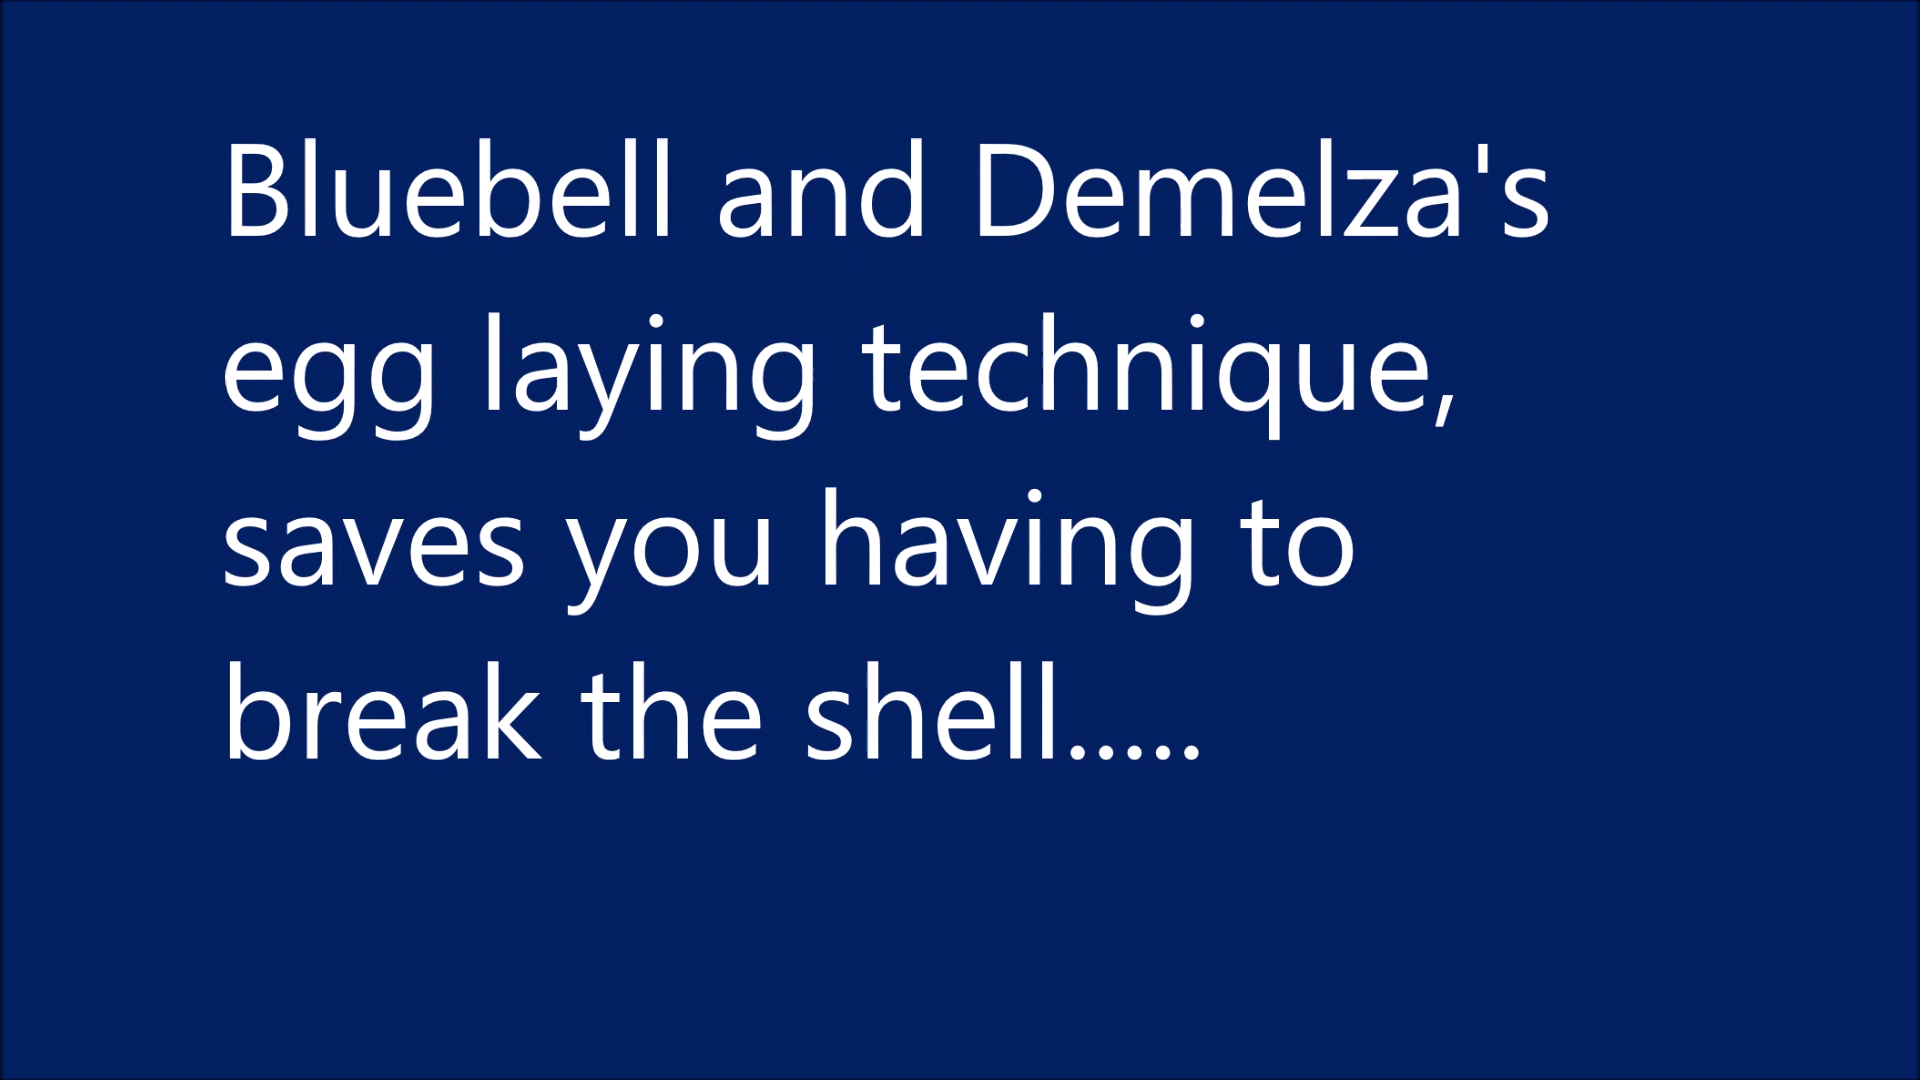 Bluebell and Demelza's
egg laying technique,
saves you having to
break the shell.....